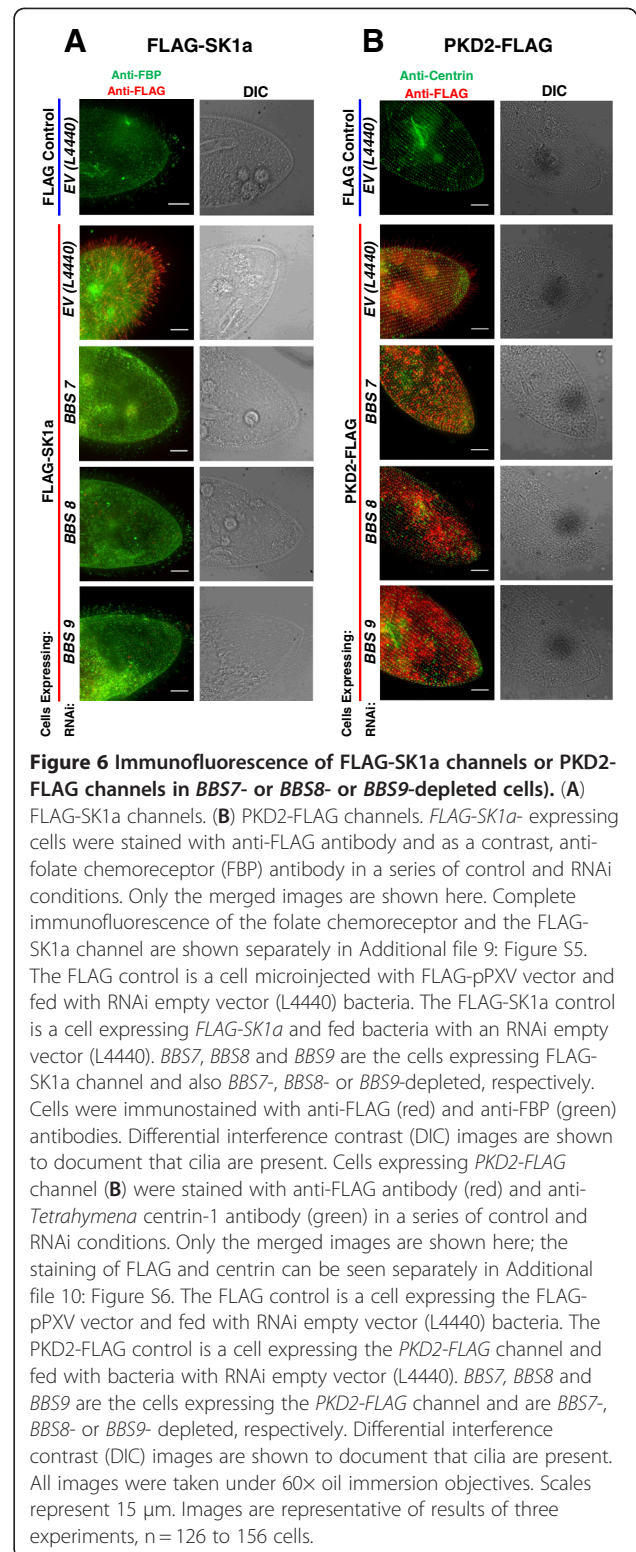 A FLAG-SK1a
B PKD2-FLAG
Anti-FBP
Anti-FLAG
DIC
Anti-Centrin
Anti-FLAG
DIC
FLAG Control
EV (L4440)
FLAG Control
EV (L4440)
EV (L4440)
BBS 7
BBS 8
BBS 9
FLAG-SK1a
EV (L4440)
BBS 7
BBS 8
BBS 9
PKD2-FLAG
Cells Expressing:
RNAi:
Cells Expressing:
RNAi:
Figure 6 Immunofluorescence of FLAG-SK1a channels or PKD2-
FLAG channels in BBS7- or BBS8- or BBS9-depleted cells). (A)
FLAG-SK1a channels. (B) PKD2-FLAG channels. FLAG-SK1a- expressing
cells were stained with anti-FLAG antibody and as a contrast, anti-
folate chemoreceptor (FBP) antibody in a series of control and RNAi
conditions. Only the merged images are shown here. Complete
immunofluorescence of the folate chemoreceptor and the FLAG-
SK1a channel are shown separately in Additional file 9: Figure S5.
The FLAG control is a cell microinjected with FLAG-pPXV vector and
fed with RNAi empty vector (L4440) bacteria. The FLAG-SK1a control
is a cell expressing FLAG-SK1a and fed bacteria with an RNAi empty
vector (L4440). BBS7, BBS8 and BBS9 are the cells expressing FLAG-
SK1a channel and also BBS7-, BBS8- or BBS9-depleted, respectively.
Cells were immunostained with anti-FLAG (red) and anti-FBP (green)
antibodies. Differential interference contrast (DIC) images are shown
to document that cilia are present. Cells expressing PKD2-FLAG
channel (B) were stained with anti-FLAG antibody (red) and anti-
Tetrahymena centrin-1 antibody (green) in a series of control and
RNAi conditions. Only the merged images are shown here; the
staining of FLAG and centrin can be seen separately in Additional
file 10: Figure S6. The FLAG control is a cell expressing the FLAG-
pPXV vector and fed with RNAi empty vector (L4440) bacteria. The
PKD2-FLAG control is a cell expressing the PKD2-FLAG channel and
fed with bacteria with RNAi empty vector (L4440). BBS7, BBS8 and
BBS9 are the cells expressing the PKD2-FLAG channel and are BBS7-,
BBS8- or BBS9- depleted, respectively. Differential interference
contrast (DIC) images are shown to document that cilia are present.
All images were taken under 60× oil immersion objectives. Scales
represent 15 μm. Images are representative of results of three
experiments, n = 126 to 156 cells.